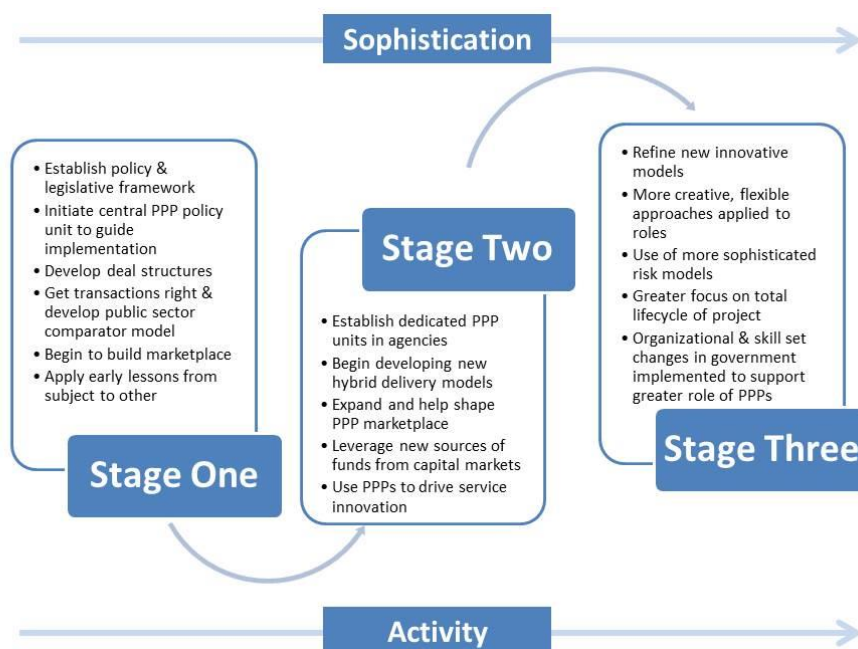 Sophistication
• Establish policy &
legislative framework
• Initiate central PPP policy
unit to guide
implementation
• Develop deal structures
• Get transactions right &
develop public sector
comparator model
• Begin to build marketplace
• Apply early lessons from
subject to other
Stage One
Stage Two
• Establish dedicated PPP
units in agencies
• Begin developing new
hybrid delivery models
• Expand and help shape
PPP marketplace
• Leverage new sources of
funds from capital markets
• Use PPPs to drive service
innovation
• Refine new innovative
models
• More creative, flexible
approaches applied to
roles
• Use of more sophisticated
risk models
• Greater focus on total
lifecycle of project
• Organizational & skill set
changes in government
implemented to support
greater role of PPPs
Stage Three
Activity